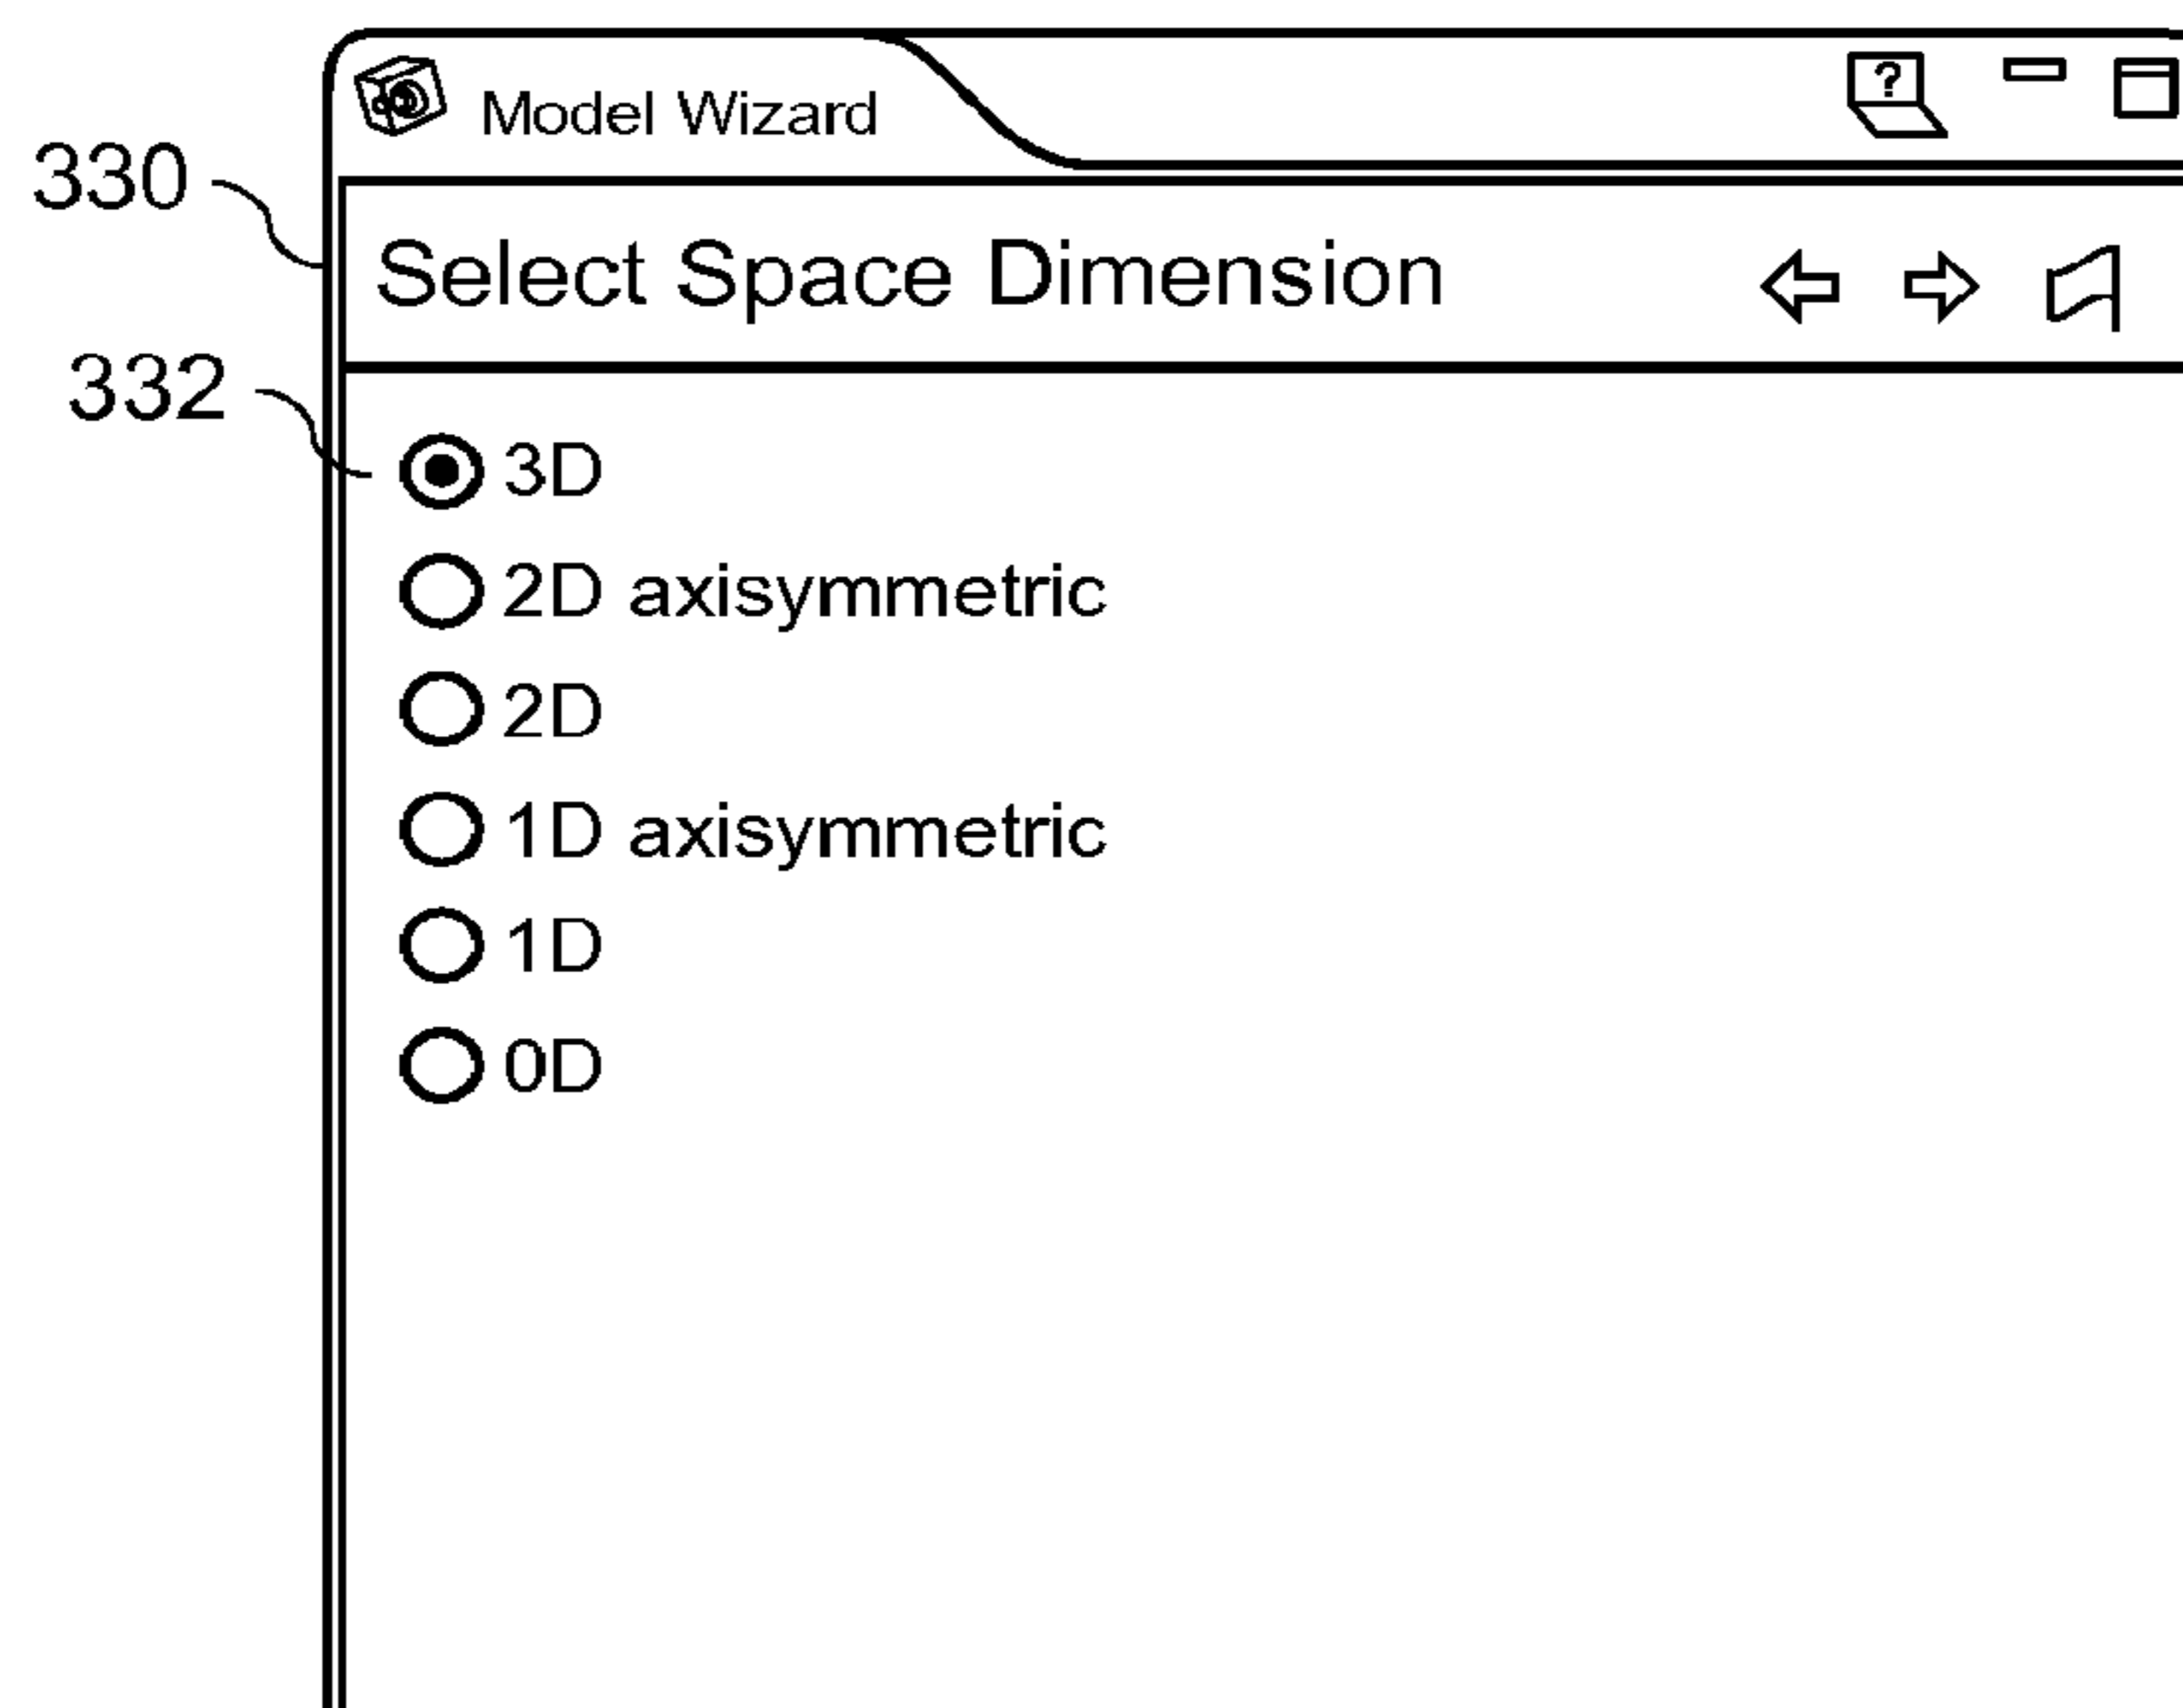 Model Wizard
?
330
Select Space Dimension
332
3D
2D axisymmetric
2D
1D axisymmetric
1D
0D